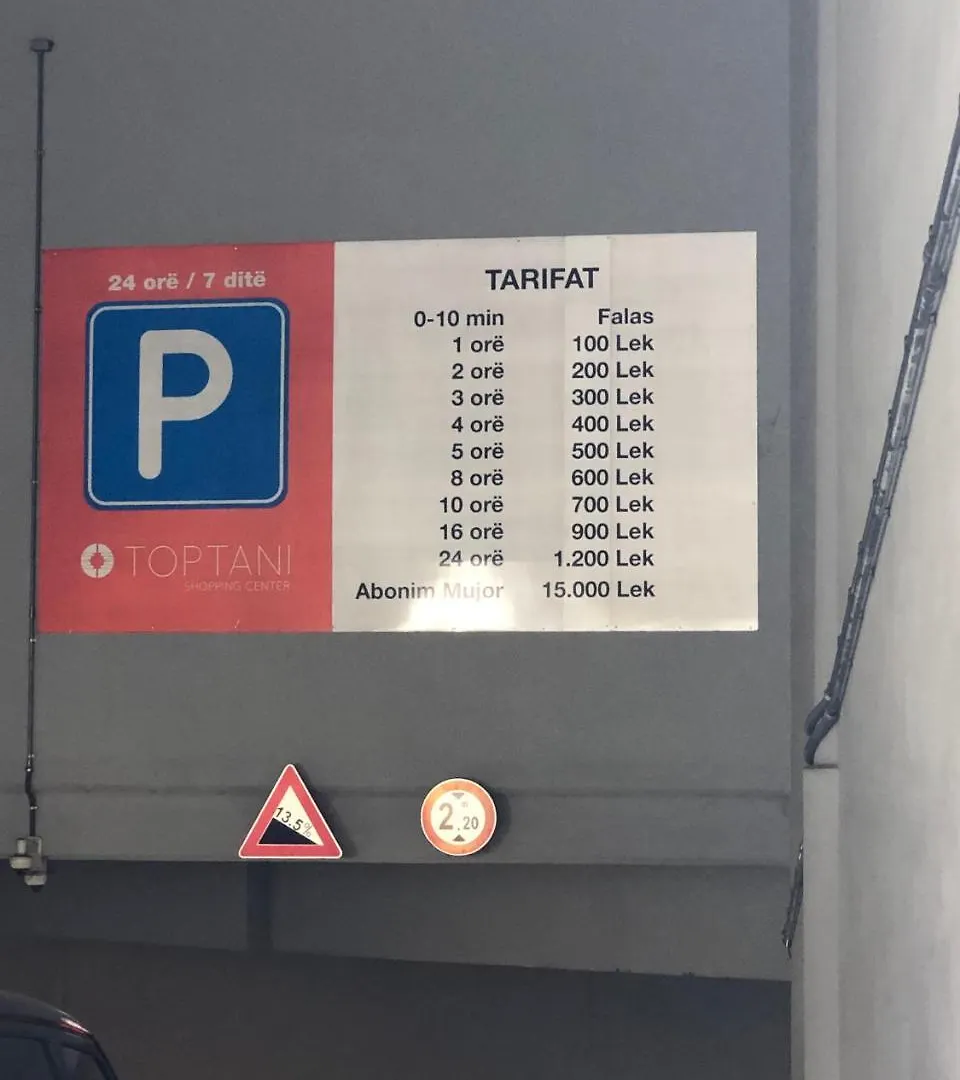 24 orë / 7 ditë
P
TOPTANI
SHOPPING CENTER
TARIFAT
0-10 min Falas
1 orë 100 Lek
2 orë 200 Lek
3 orë 300 Lek
4 orë 400 Lek
5 orë 500 Lek
8 orë 600 Lek
10 orë 700 Lek
16 orë 900 Lek
24 orë 1.200 Lek
Abonim Mujor 15.000 Lek
13.5%
m
2.20